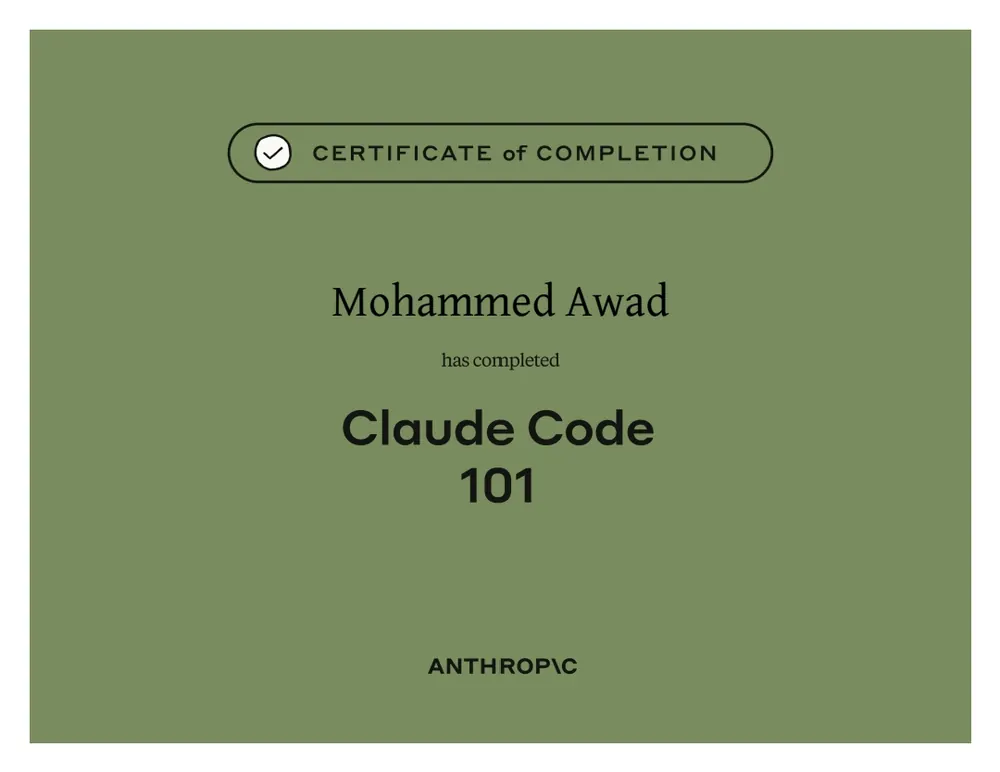 CERTIFICATE of COMPLETION
Mohammed Awad
has completed
Claude Code
101
ANTHROP\C